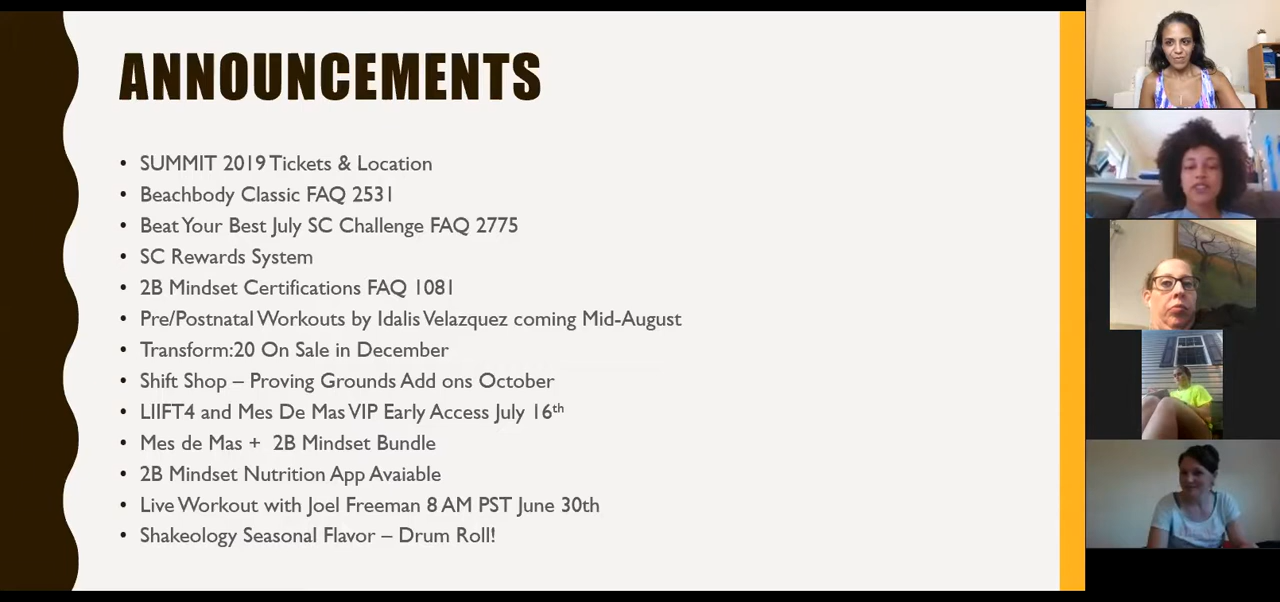 ANNOUNCEMENTS
• SUMMIT 2019 Tickets & Location
• Beachbody Classic FAQ 2531
• Beat Your Best July SC Challenge FAQ 2775
• SC Rewards System
• 2B Mindset Certifications FAQ 1081
• Pre/Postnatal Workouts by Idalis Velazquez coming Mid-August
• Transform:20 On Sale in December
• Shift Shop – Proving Grounds Add ons October
• LIIFT4 and Mes De Mas VIP Early Access July 16th
• Mes de Mas + 2B Mindset Bundle
• 2B Mindset Nutrition App Avaiable
• Live Workout with Joel Freeman 8 AM PST June 30th
• Shakeology Seasonal Flavor – Drum Roll!